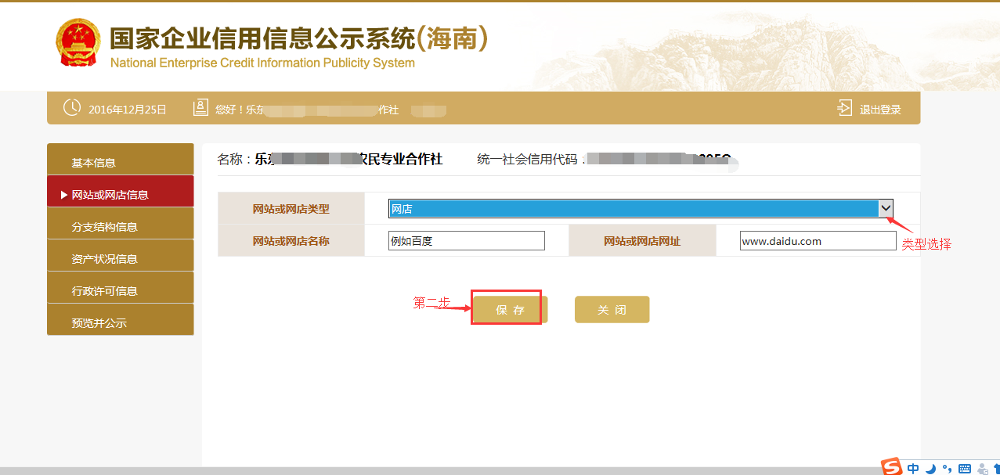 国家企业信用信息公示系统(海南)
National Enterprise Credit Information Publicity System
2016年12月25日 您好！乐东 作社 退出登录
基本信息
网站或网店信息
分支结构信息
资产状况信息
行政许可信息
预览并公示
名称：乐东 农民专业合作社 统一社会信用代码：
网站或网店类型 网店
类型选择
网站或网店名称 例如百度 网站或网店网址 www.daidu.com
第二步 保 存 关 闭
中